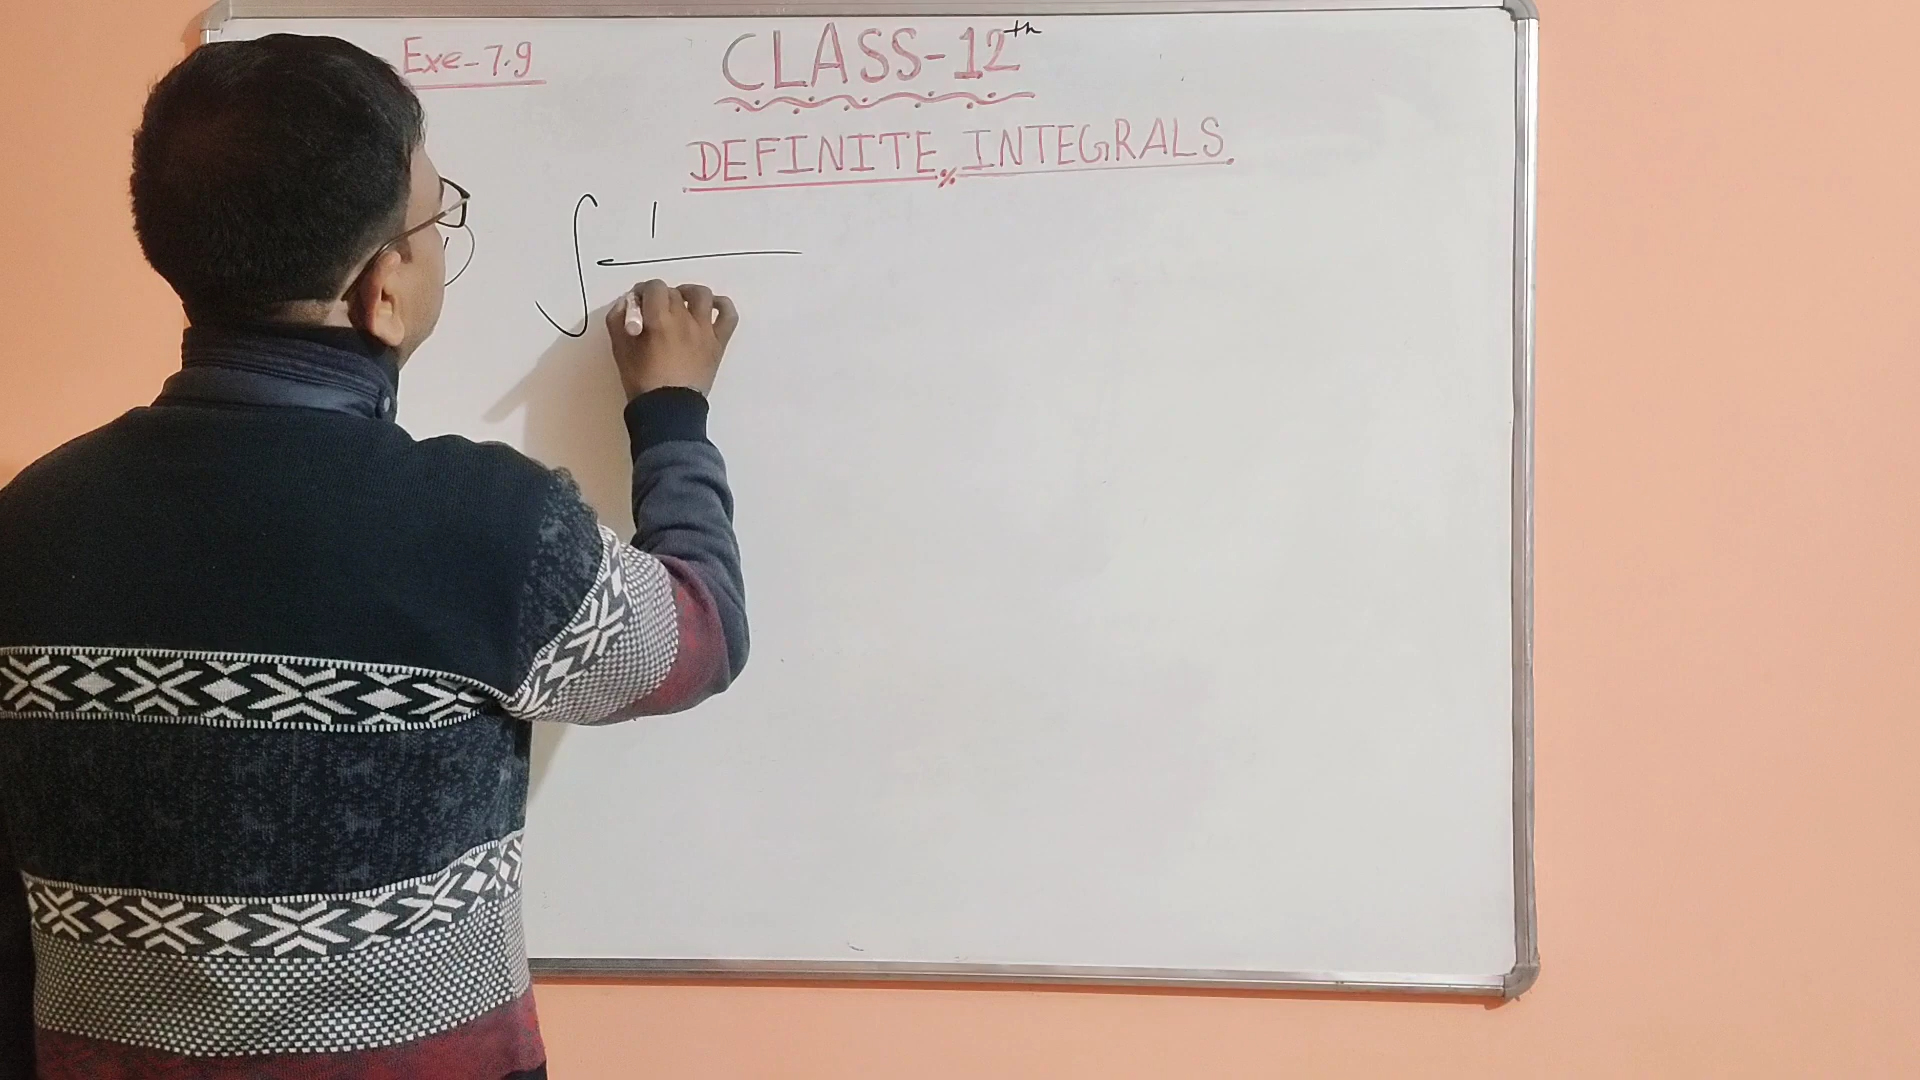 Exe-7.9
CLASS-12th
DEFINITE INTEGRALS
∫ 1